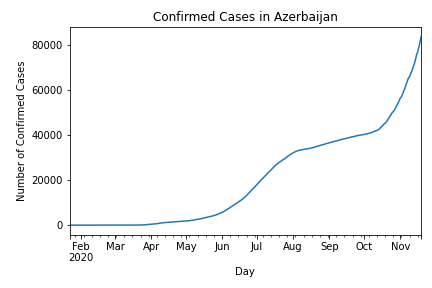 Confirmed Cases in Azerbaijan
80000
60000
40000
20000
0
Number of Confirmed Cases
Feb Mar Apr May Jun Jul Aug Sep Oct Nov
2020
Day